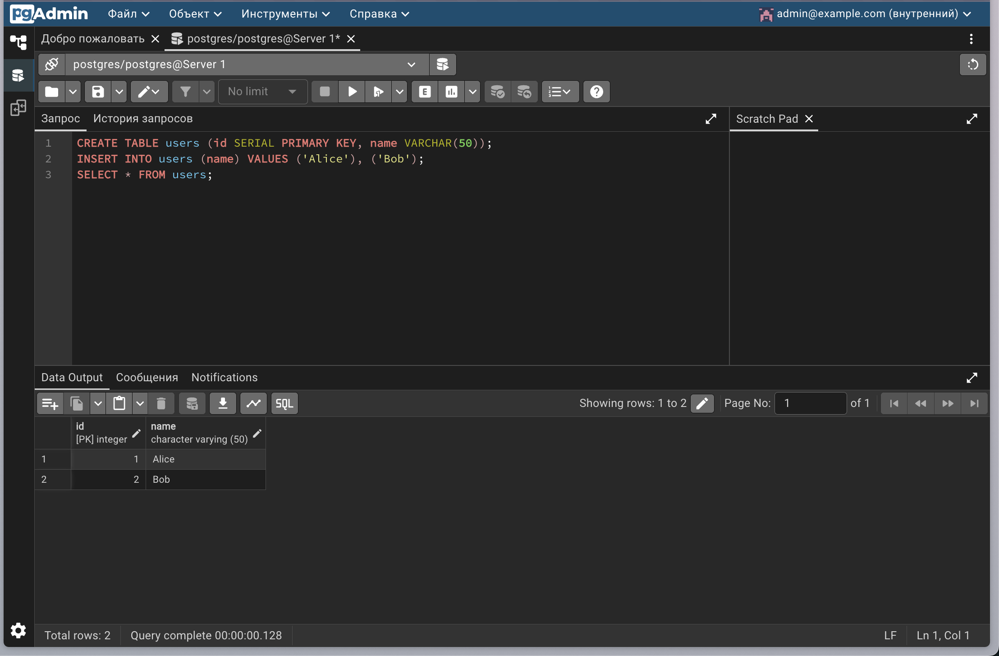 pgAdmin Файл Объект Инструменты Справка admin@example.com (внутренний)
Добро пожаловать postgres/postgres@Server 1*
postgres/postgres@Server 1
No limit
Запрос История запросов Scratch Pad
1 CREATE TABLE users (id SERIAL PRIMARY KEY, name VARCHAR(50));
2 INSERT INTO users (name) VALUES ('Alice'), ('Bob');
3 SELECT * FROM users;
Data Output Сообщения Notifications
SQL Showing rows: 1 to 2 Page No: 1 of 1
id name
[PK] integer character varying (50)
1 1 Alice
2 2 Bob
Total rows: 2 Query complete 00:00:00.128 LF Ln 1, Col 1